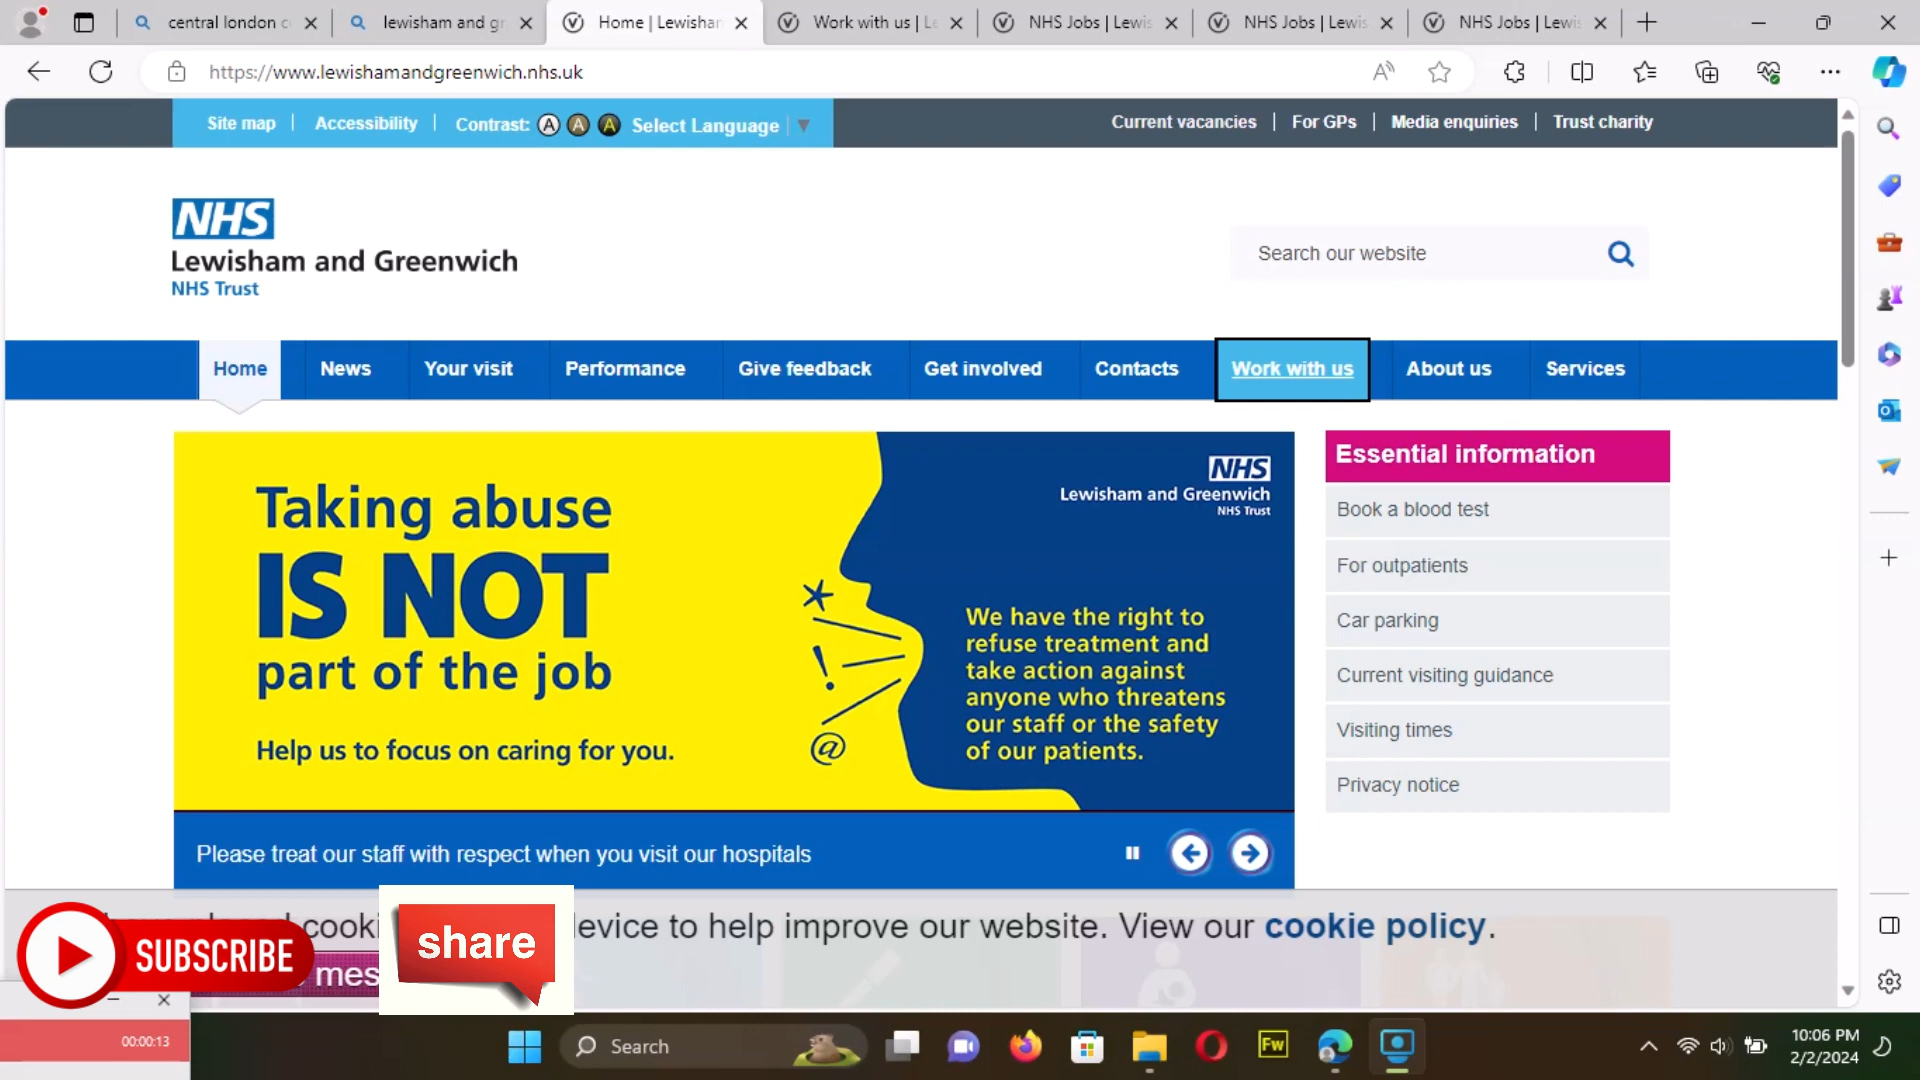 central london c
lewisham and gr
Home | Lewishar
Work with us | L
NHS Jobs | Lewis
NHS Jobs | Lewis
NHS Jobs | Lewis
https://www.lewishamandgreenwich.nhs.uk
Site map
Accessibility
Contrast: A A A
Select Language
Current vacancies
For GPs
Media enquiries
Trust charity
NHS
Lewisham and Greenwich
NHS Trust
Search our website
Home
News
Your visit
Performance
Give feedback
Get involved
Contacts
Work with us
About us
Services
Taking abuse
IS NOT
part of the job
Help us to focus on caring for you.
* ! @
NHS
Lewisham and Greenwich
NHS Trust
We have the right to
refuse treatment and
take action against
anyone who threatens
our staff or the safety
of our patients.
Essential information
Book a blood test
For outpatients
Car parking
Current visiting guidance
Visiting times
Privacy notice
Please treat our staff with respect when you visit our hospitals
cooki
evice to help improve our website. View our cookie policy.
mes
SUBSCRIBE
share
00:00:13
Search
Fw
10:06 PM
2/2/2024